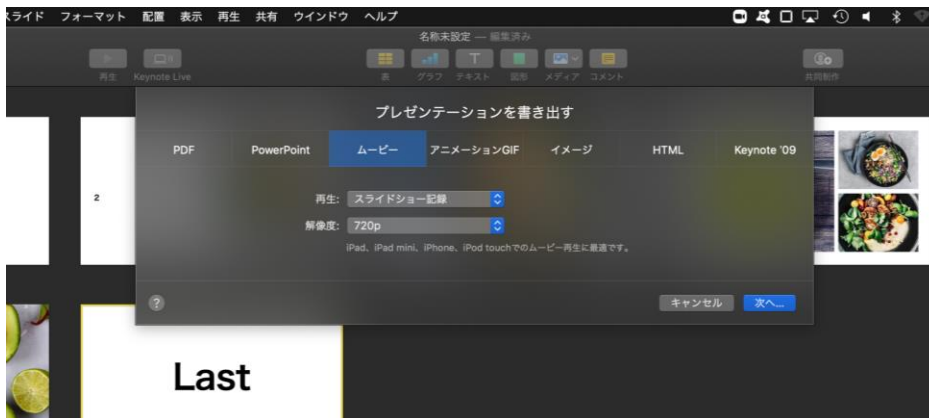 スライド フォーマット 配置 表示 再生 共有 ウインドウ ヘルプ
名称未設定 — 編集済み
再生 Keynote Live 表 グラフ テキスト 図形 メディア コメント 共同制作
プレゼンテーションを書き出す
PDF PowerPoint ムービー アニメーションGIF イメージ HTML Keynote '09
2
再生: スライドショー記録
解像度: 720p
iPad、iPad mini、iPhone、iPod touchでのムービー再生に最適です。
? キャンセル 次へ...
Last